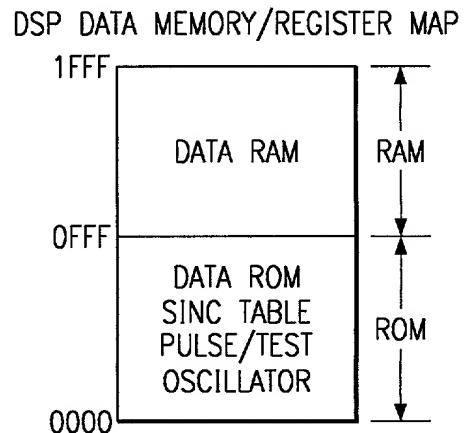 DSP DATA MEMORY/REGISTER MAP
1FFF
DATA RAM
RAM
0FFF
DATA ROM
SINC TABLE
PULSE/TEST
OSCILLATOR
ROM
0000